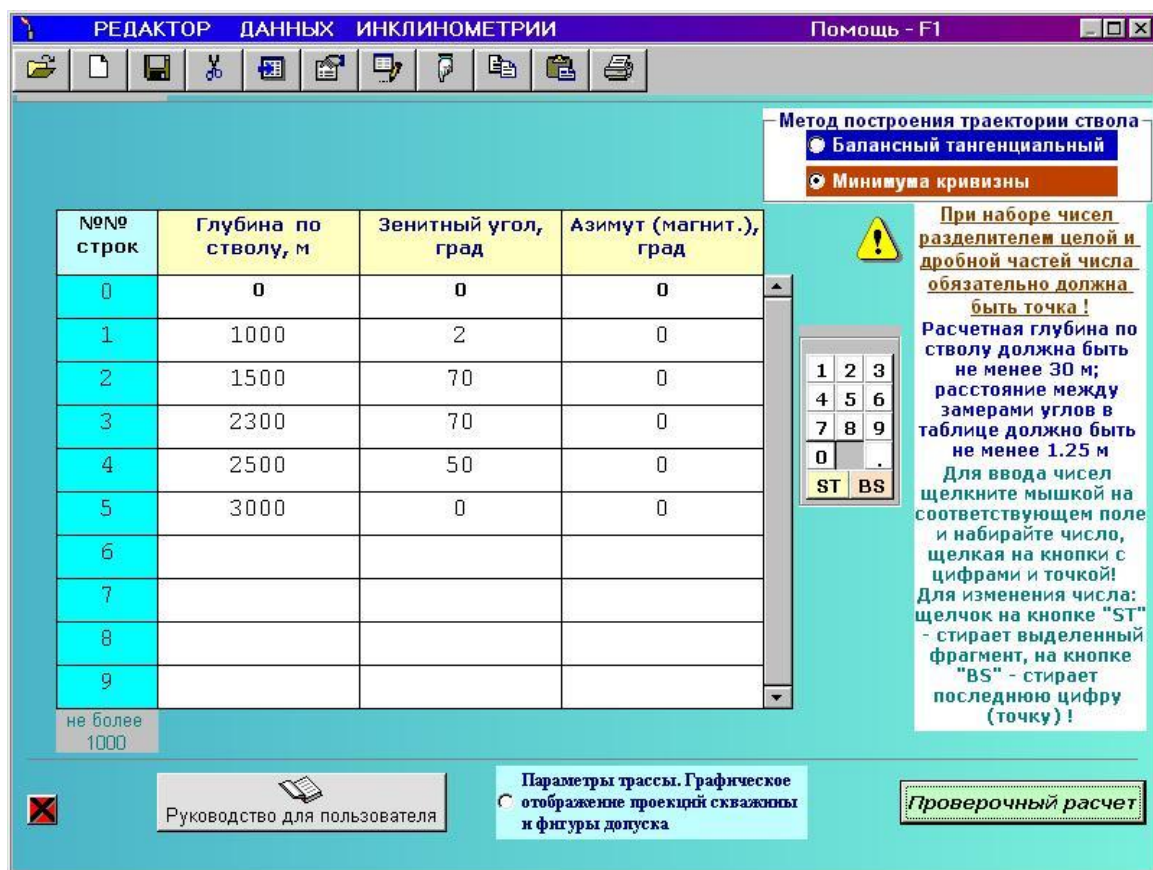 РЕДАКТОР ДАННЫХ ИНКЛИНОМЕТРИИ Помощь - F1
Метод построения траектории ствола
Балансный тангенциальный
Минимума кривизны
№№ строк Глубина по стволу, м Зенитный угол, град Азимут (магнит.), град
0 0 0 0
1 1000 2 0
2 1500 70 0
3 2300 70 0
4 2500 50 0
5 3000 0 0
6
7
8
9
не более
1000
1 2 3
4 5 6
7 8 9
0 .
ST BS
При наборе чисел
разделителем целой и
дробной частей числа
обязательно должна
быть точка !
Расчетная глубина по
стволу должна быть
не менее 30 м;
расстояние между
замерами углов в
таблице должно быть
не менее 1.25 м
Для ввода чисел
щелкните мышкой на
соответствующем поле
и набирайте число,
щелкая на кнопки с
цифрами и точкой!
Для изменения числа:
щелчок на кнопке "ST"
- стирает выделенный
фрагмент, на кнопке
"BS" - стирает
последнюю цифру
(точку) !
Руководство для пользователя
Параметры трассы. Графическое
отображение проекций скважины
и фигуры допуска
Проверочный расчет